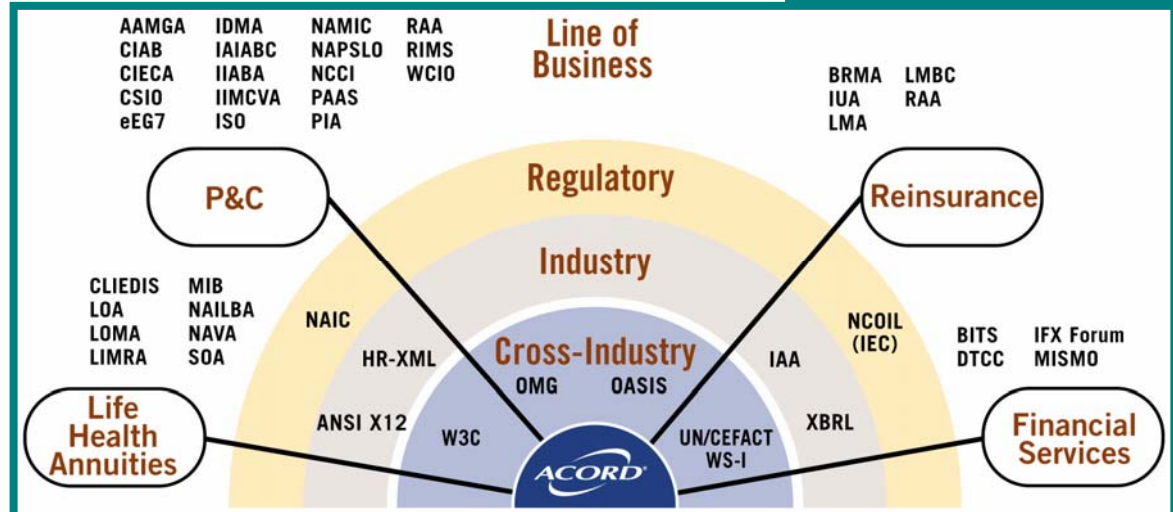 AAMGA IDMA NAMIC RAA
CIAB IAIABC NAPSLO RIMS
CIECA IIABA NCCI WCIO
CSIO IIMCVA PAAS
eEG7 ISO PIA
Line of
Business
BRMA LMBC
IUA RAA
LMA
P&C
Regulatory
Reinsurance
Industry
CLIEDIS MIB
LOA NAILBA
LOMA NAVA
LIMRA SOA
NAIC
NCOIL
(IEC)
BITS IFX Forum
DTCC MISMO
HR-XML
Cross-Industry
IAA
OMG OASIS
Life
Health
Annuities
ANSI X12
W3C
UN/CEFACT
WS-I
XBRL
Financial
Services
ACORD®